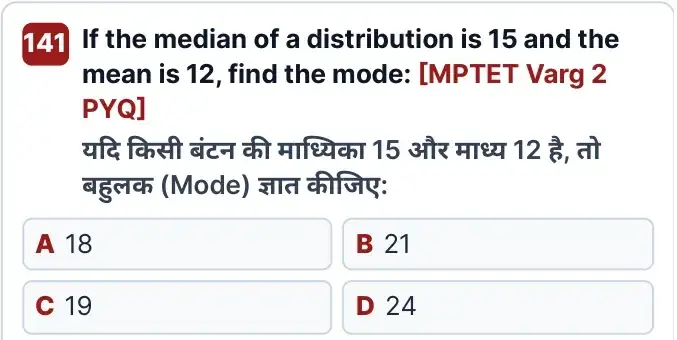 141 If the median of a distribution is 15 and the
mean is 12, find the mode: [MPTET Varg 2
PYQ]
यदि किसी बंटन की माध्यिका 15 और माध्य 12 है, तो
बहुलक (Mode) ज्ञात कीजिए:
A 18
B 21
C 19
D 24